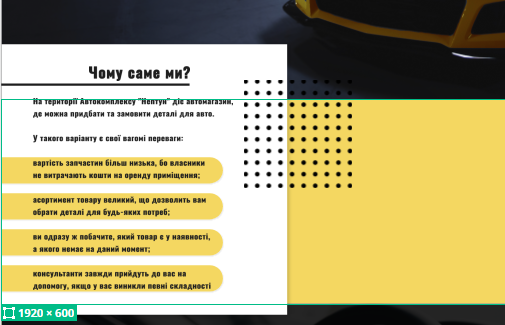 Чому саме ми?
На території Автокомплексу "Нептун" діє автомагазин,
де можна придбати та замовити деталі для авто.
У такого варіанту є свої вагомі переваги:
вартість запчастин більш низька, бо власники
не витрачають кошти на оренду приміщення;
асортимент товару великий, що дозволить вам
обрати деталі для будь-яких потреб;
ви одразу ж побачите, який товар є у наявності,
а якого немає на даний момент;
консультанти завжди прийдуть до вас на
допомогу, якщо у вас виникли певні складності
1920 × 600